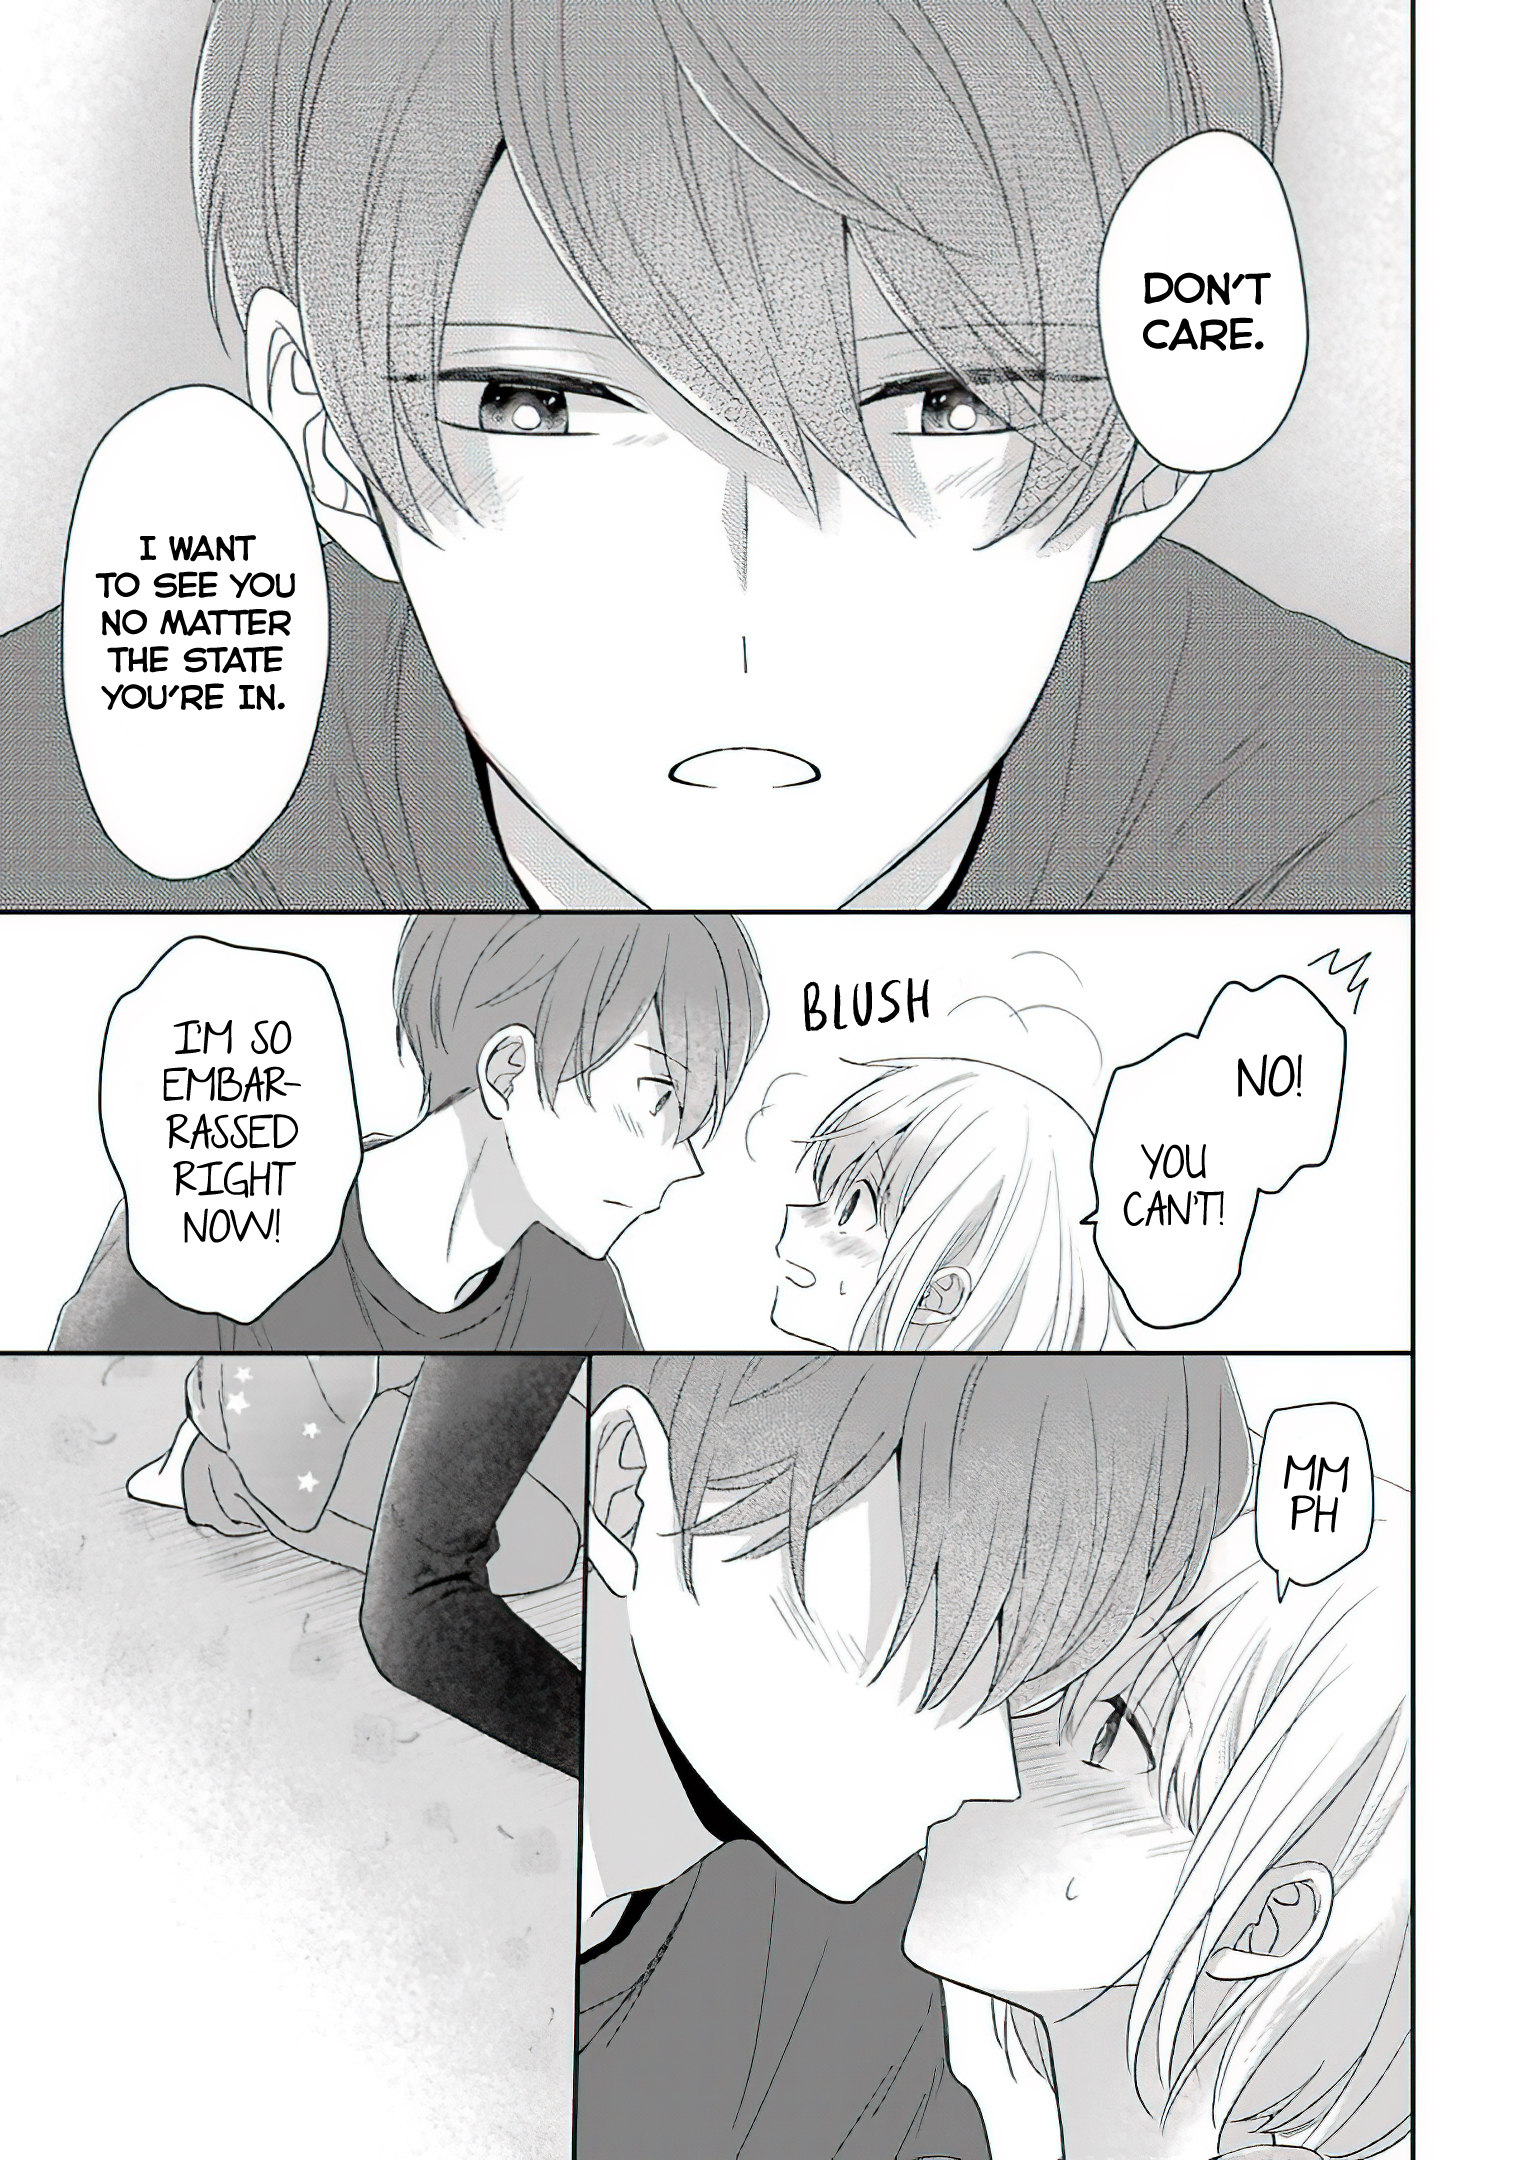 DON'T
CARE.
I WANT
TO SEE YOU
NO MATTER
THE STATE
YOU'RE IN.
NO!
YOU
CAN'T!
BLUSH
I'M SO
EMBAR-
RASSED
RIGHT
NOW!
MM
PH